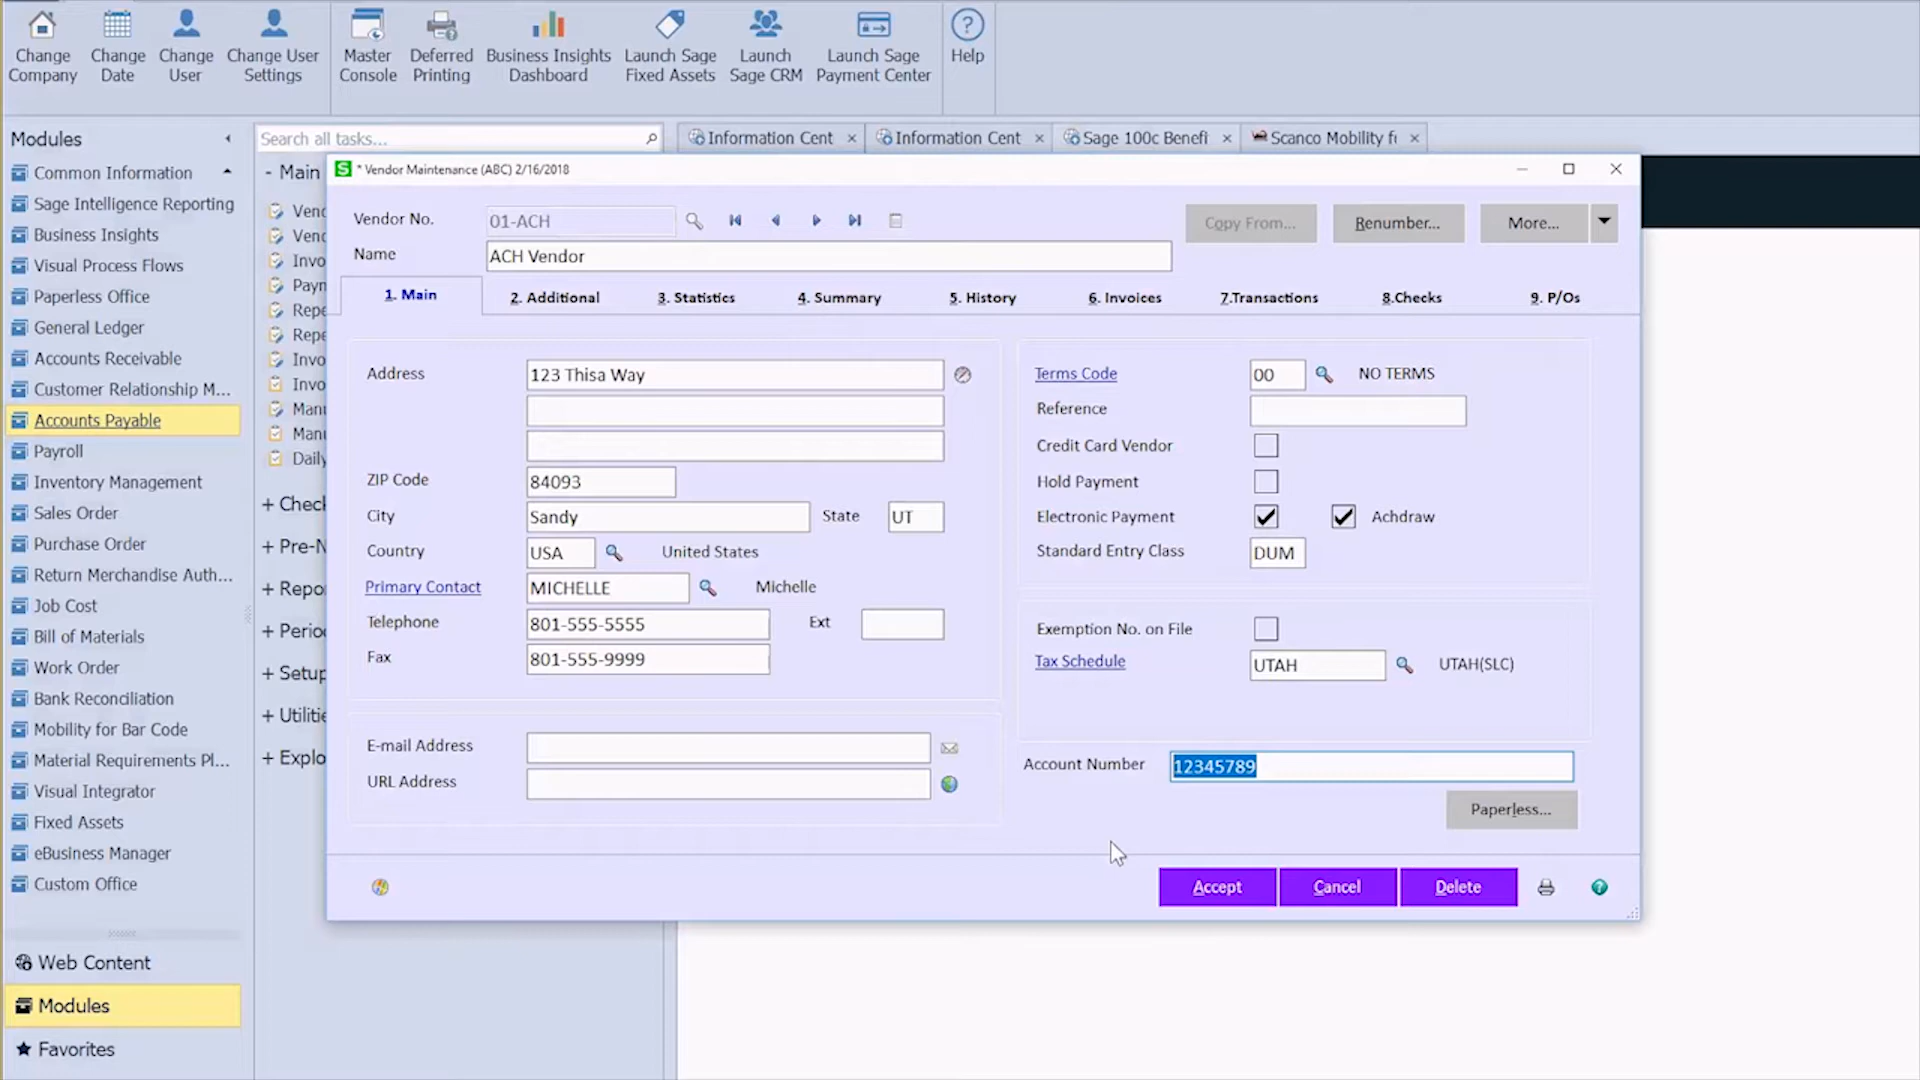 Change Company
Change Date
Change User
Change User Settings
Master Console
Deferred Printing
Business Insights Dashboard
Launch Sage Fixed Assets
Launch Sage CRM
Launch Sage Payment Center
Help
Modules
Common Information
Sage Intelligence Reporting
Business Insights
Visual Process Flows
Paperless Office
General Ledger
Accounts Receivable
Customer Relationship M...
Accounts Payable
Payroll
Inventory Management
Sales Order
Purchase Order
Return Merchandise Auth...
Job Cost
Bill of Materials
Work Order
Bank Reconciliation
Mobility for Bar Code
Material Requirements Pl...
Visual Integrator
Fixed Assets
eBusiness Manager
Custom Office
Web Content
Modules
Favorites
Search all tasks...
- Main
Vend
Vend
Invo
Paym
Repe
Repe
Invo
Invo
Manu
Manu
Daily
+ Check
+ Pre-N
+ Repo
+ Perio
+ Setup
+ Utilitie
+ Explo
Information Cent ×
Information Cent ×
Sage 100c Benefi ×
Scanco Mobility fo ×
S * Vendor Maintenance (ABC) 2/16/2018
Vendor No. 01-ACH
Copy From... Renumber... More...
Name ACH Vendor
1. Main 2. Additional 3. Statistics 4. Summary 5. History 6. Invoices 7.Transactions 8.Checks 9. P/Os
Address 123 Thisa Way
ZIP Code 84093
City Sandy State UT
Country USA United States
Primary Contact MICHELLE Michelle
Telephone 801-555-5555 Ext
Fax 801-555-9999
E-mail Address
URL Address
Terms Code 00 NO TERMS
Reference
Credit Card Vendor
Hold Payment
Electronic Payment Achdraw
Standard Entry Class DUM
Exemption No. on File
Tax Schedule UTAH UTAH(SLC)
Account Number 12345789
Paperless...
Accept Cancel Delete